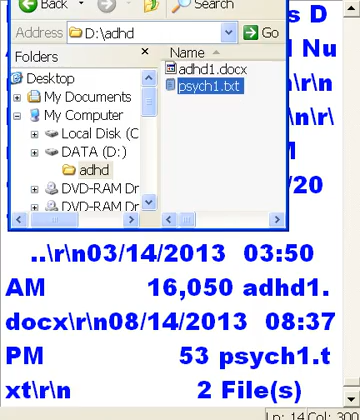 Back
Search
Address D:\adhd Go
Folders
Name
Desktop
My Documents
My Computer
Local Disk (C
DATA (D:)
adhd
DVD-RAM Dr
DVD-RAM Dr
adhd1.docx
psych1.txt
s D
Nu
\r\n
\n\r\
M
/20
..\r\n03/14/2013 03:50
AM 16,050 adhd1.
docx\r\n08/14/2013 08:37
PM 53 psych1.t
xt\r\n 2 File(s)
Ln: 14 Col: 300